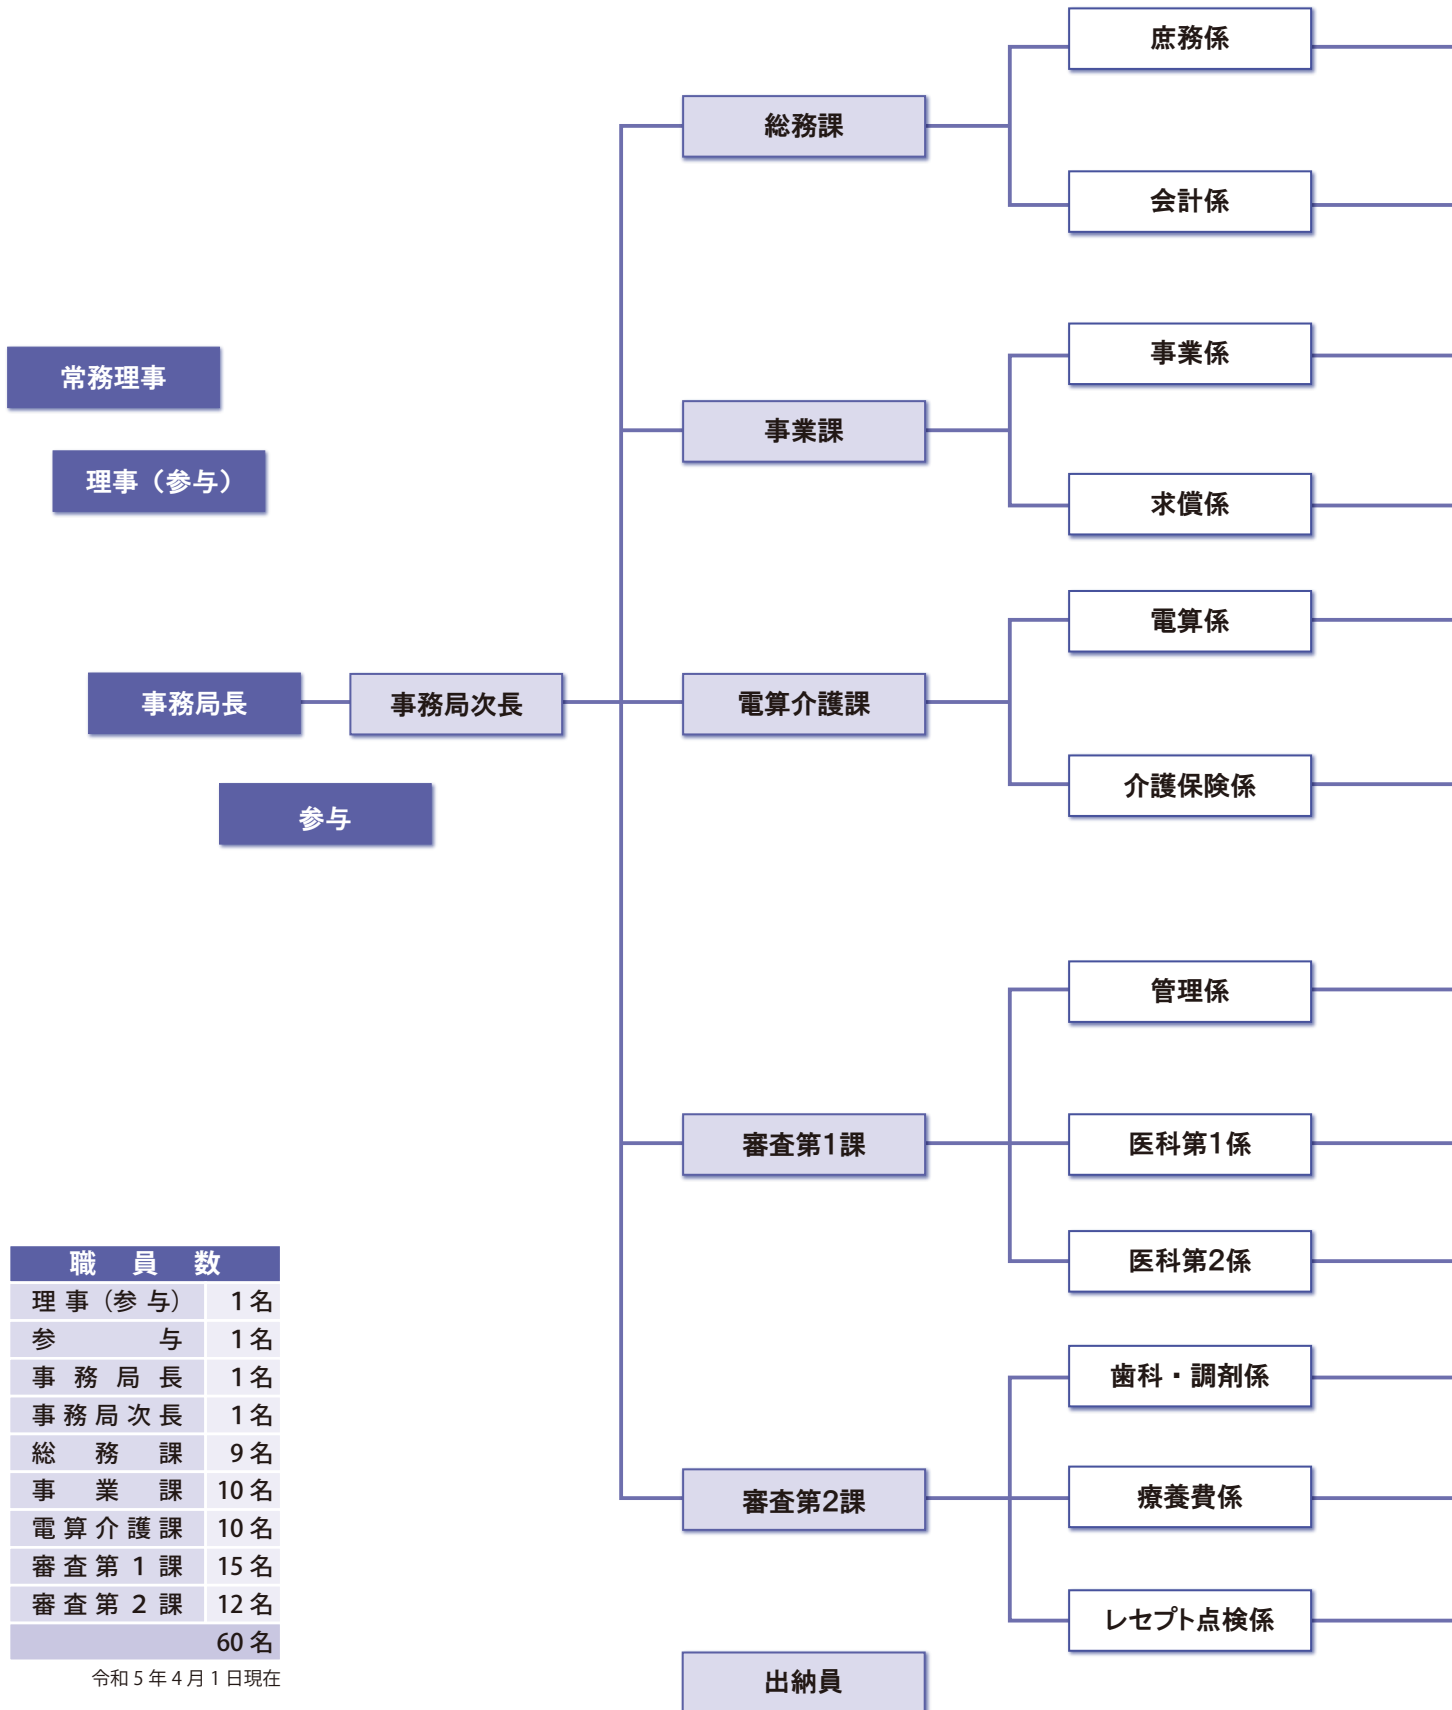 常務理事
理事（参与）
事務局長
事務局次長
参与
総務課
庶務係
会計係
事業課
事業係
求償係
電算介護課
電算係
介護保険係
審査第1課
管理係
医科第1係
医科第2係
審査第2課
歯科・調剤係
療養費係
レセプト点検係
出納員
職員数
理事（参与） 1名
参与 1名
事務局長 1名
事務局次長 1名
総務課 9名
事業課 10名
電算介護課 10名
審査第1課 15名
審査第2課 12名
60名
令和5年4月1日現在